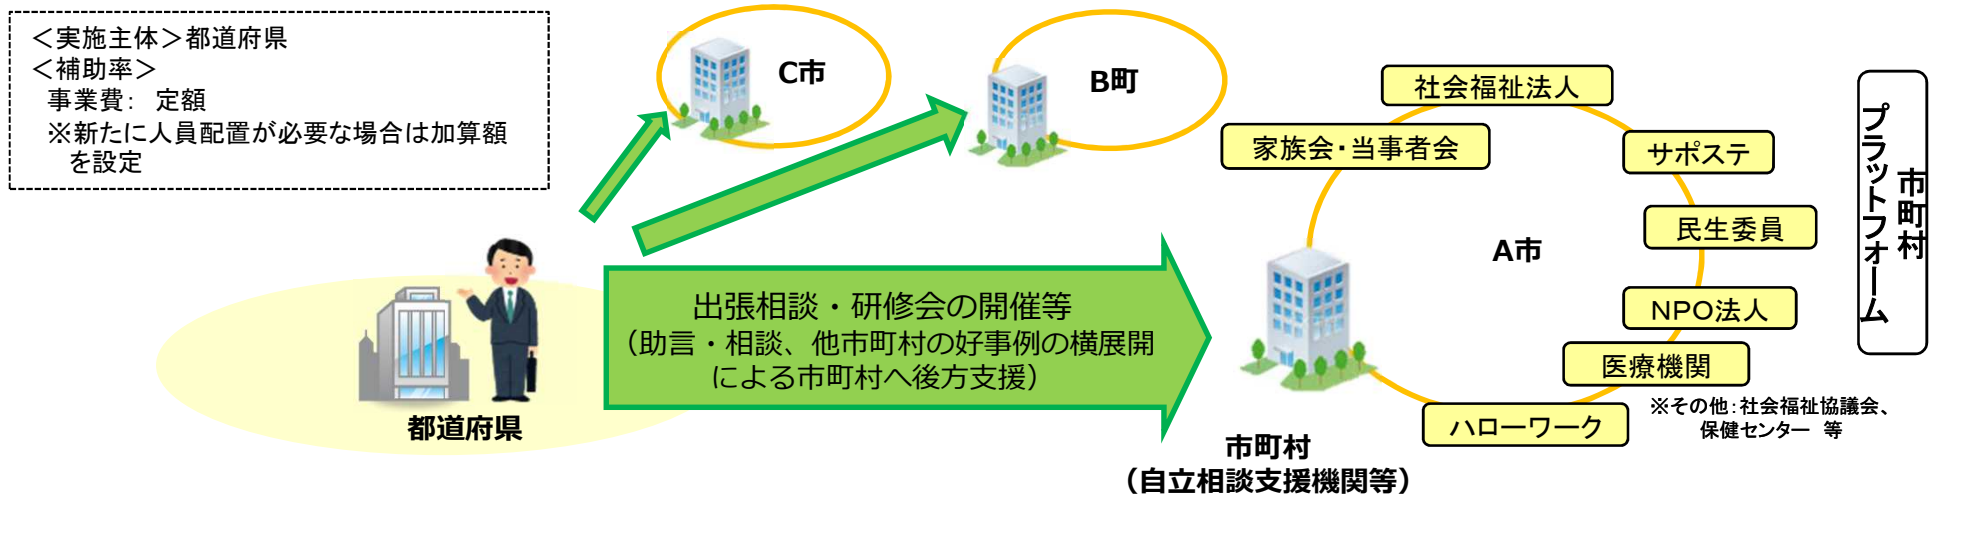 ＜実施主体＞都道府県
＜補助率＞
事業費： 定額
※新たに人員配置が必要な場合は加算額
を設定
C市
B町
社会福祉法人
家族会・当事者会
サポステ
民生委員
A市
NPO法人
医療機関
ハローワーク
※その他：社会福祉協議会、
保健センター 等
市町村
プラットフォーム
出張相談・研修会の開催等
（助言・相談、他市町村の好事例の横展開
による市町村へ後方支援）
都道府県
市町村
（自立相談支援機関等）